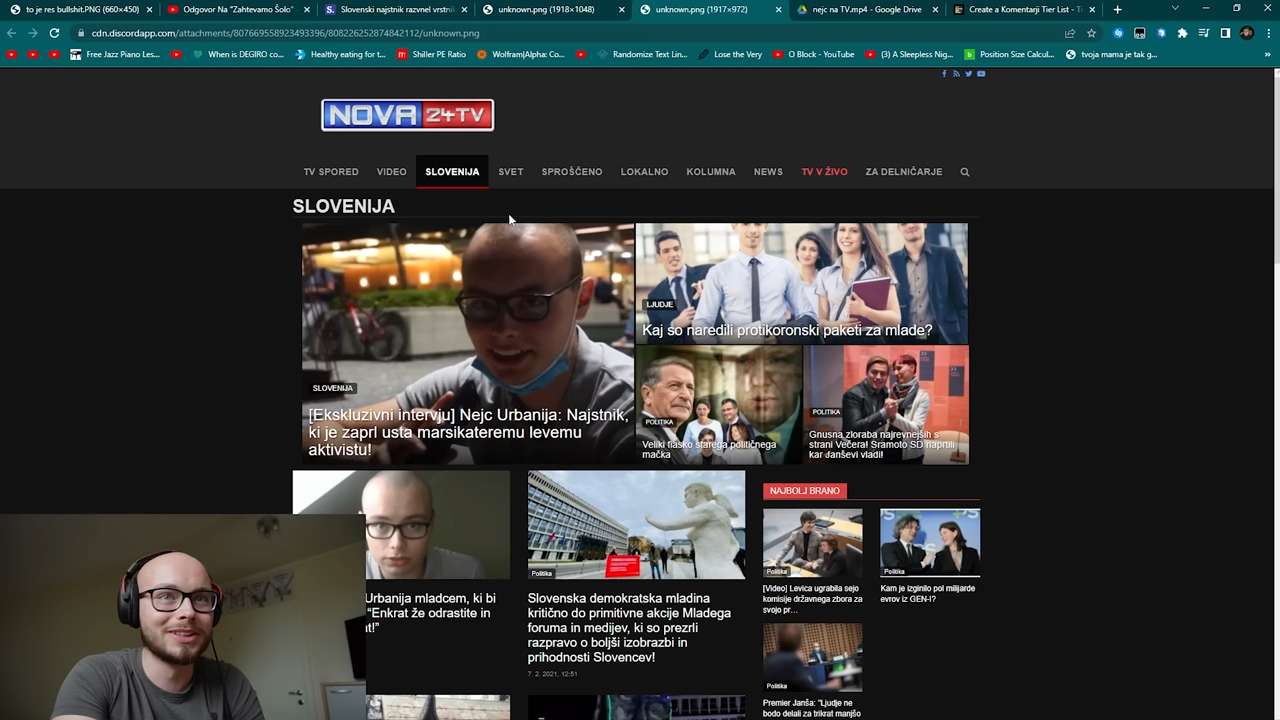 to je res bullshit.PNG (660×450)
Odgovor Na "Zahtevamo Šolo"
Slovenski najstnik razvnel vrstnik
unknown.png (1918×1048)
unknown.png (1917×972)
nejc na TV.mp4 - Google Drive
Create a Komentarji Tier List - Ti
cdn.discordapp.com/attachments/807669558923493396/808226252874842112/unknown.png
Free Jazz Piano Les...
When is DEGIRO co...
Healthy eating for t...
Shiller PE Ratio
Wolfram|Alpha: Co...
Randomize Text Lin...
Lose the Very
O Block - YouTube
(3) A Sleepless Nig...
Position Size Calcul...
tvoja mama je tak g...
NOVA 24TV
TV SPORED VIDEO SLOVENIJA SVET SPROŠČENO LOKALNO KOLUMNA NEWS TV V ŽIVO ZA DELNIČARJE
SLOVENIJA
SLOVENIJA
[Ekskluzivni intervju] Nejc Urbanija: Najstnik,
ki je zaprl usta marsikateremu levemu
aktivistu!
LJUDJE
Kaj so naredili protikoronski paketi za mlade?
POLITIKA
Veliki fiasko starega političnega
mačka
POLITIKA
Gnusna zloraba najrevnejših s
strani Večera! Sramoto SD naprtili
kar Janševi vladi!
Urbanija mladcem, ki bi
"Enkrat že odrastite in
t!"
Politika
Slovenska demokratska mladina
kritično do primitivne akcije Mladega
foruma in medijev, ki so prezrli
razpravo o boljši izobrazbi in
prihodnosti Slovencev!
7. 2. 2021, 12:51
NAJBOLJ BRANO
Politika
[Video] Levica ugrabila sejo
komisije državnega zbora za
svojo pr...
Politika
Kam je izginilo pol milijarde
evrov iz GEN-I?
Politika
Premier Janša: "Ljudje ne
bodo delali za trikrat manjšo